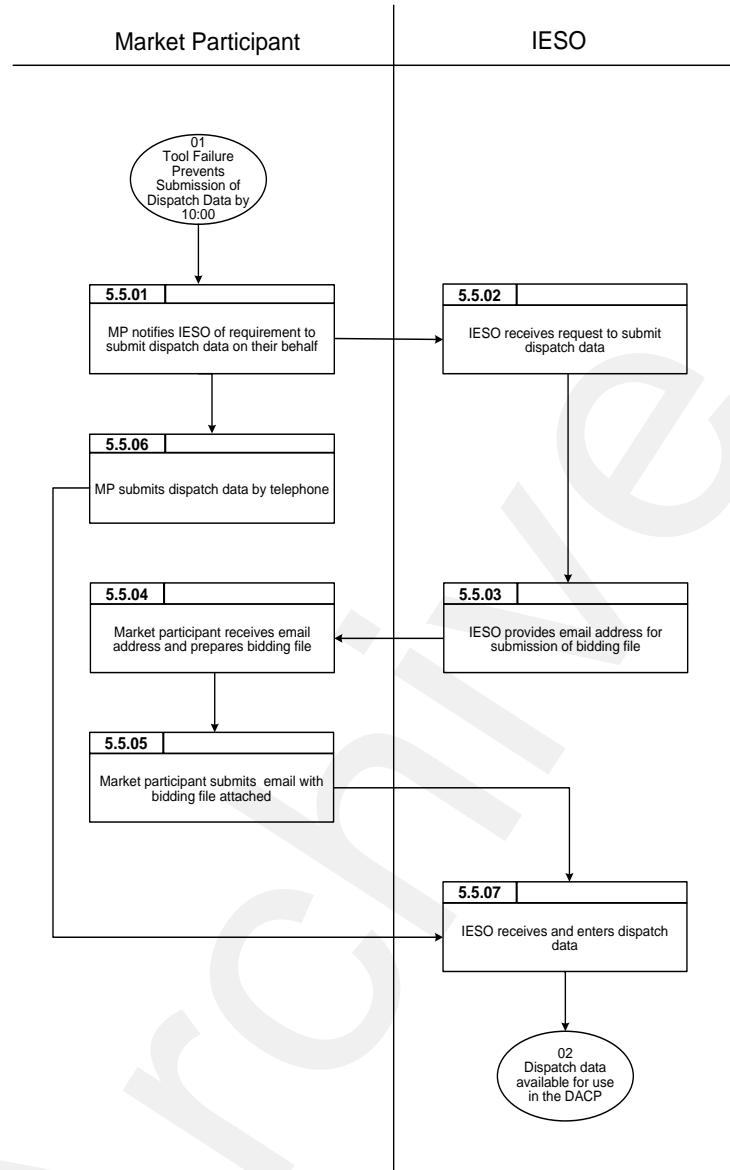 Market Participant
IESO
01
Tool Failure
Prevents
Submission of
Dispatch Data by
10:00
5.5.01
MP notifies IESO of requirement to
submit dispatch data on their behalf
5.5.02
IESO receives request to submit
dispatch data
5.5.06
MP submits dispatch data by telephone
5.5.04
Market participant receives email
address and prepares bidding file
5.5.03
IESO provides email address for
submission of bidding file
5.5.05
Market participant submits email with
bidding file attached
5.5.07
IESO receives and enters dispatch
data
02
Dispatch data
available for use
in the DACP
Archive